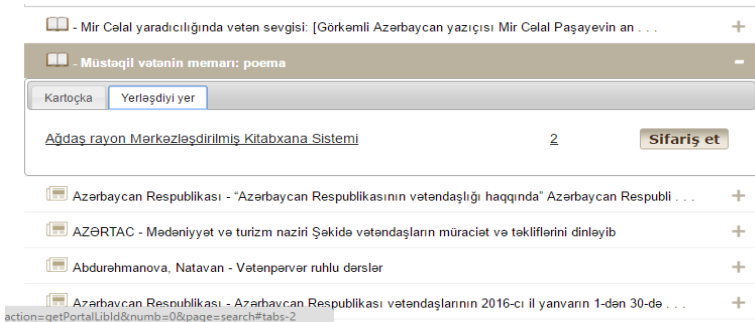 - Mir Cəlal yaradıcılığında vətən sevgisi: [Görkəmli Azərbaycan yazıçısı Mir Cəlal Paşayevin an . . . +
- Müstəqil vətənin memarı: poema -
Kartoçka Yerləşdiyi yer
Ağdaş rayon Mərkəzləşdirilmiş Kitabxana Sistemi 2 Sifariş et
Azərbaycan Respublikası - “Azərbaycan Respublikasının vətəndaşlığı haqqında” Azərbaycan Respubli . . . +
AZƏRTAC - Mədəniyyət və turizm naziri Şəkidə vətəndaşların müraciət və təkliflərini dinləyib +
Abdurəhmanova, Natavan - Vətənpərvər ruhlu dərslər +
Azərbaycan Respublikası - Azərbaycan Respublikası vətəndaşlarının 2016-cı il yanvarın 1-dən 30-də . . . +
action=getPortalLibId&numb=0&page=search#tabs-2